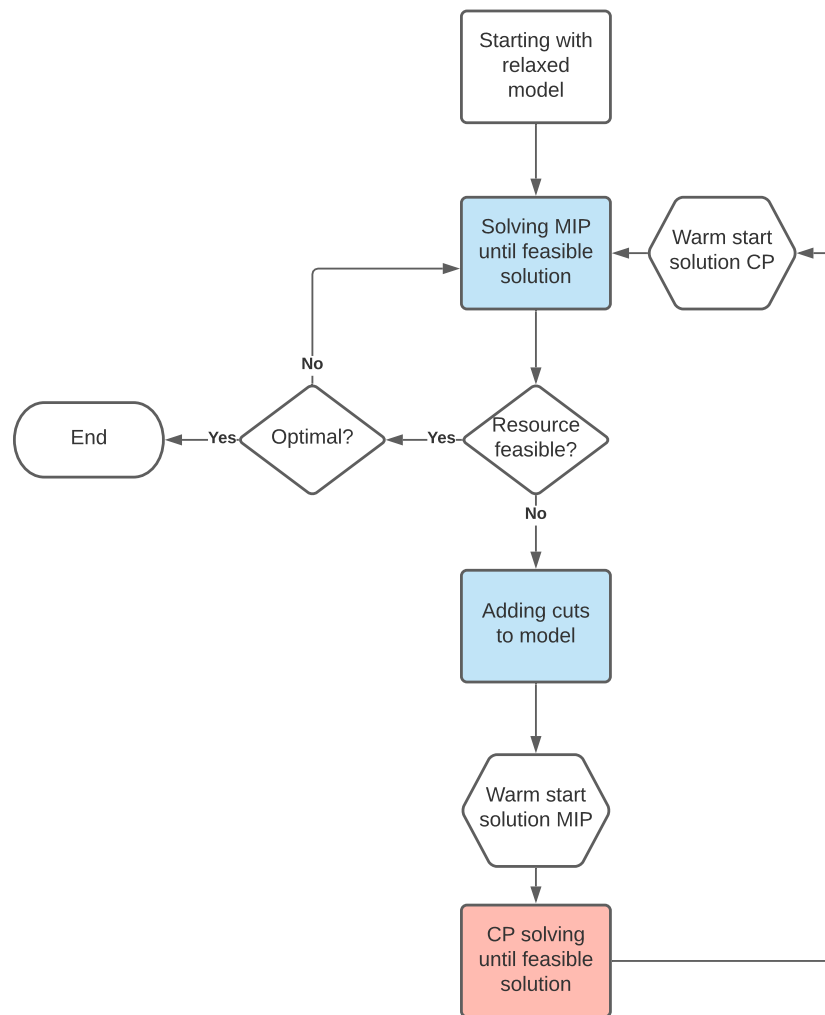 Starting with
relaxed
model
Solving MIP
until feasible
solution
Warm start
solution CP
No
End
Yes
Optimal?
Yes
Resource
feasible?
No
Adding cuts
to model
Warm start
solution MIP
CP solving
until feasible
solution